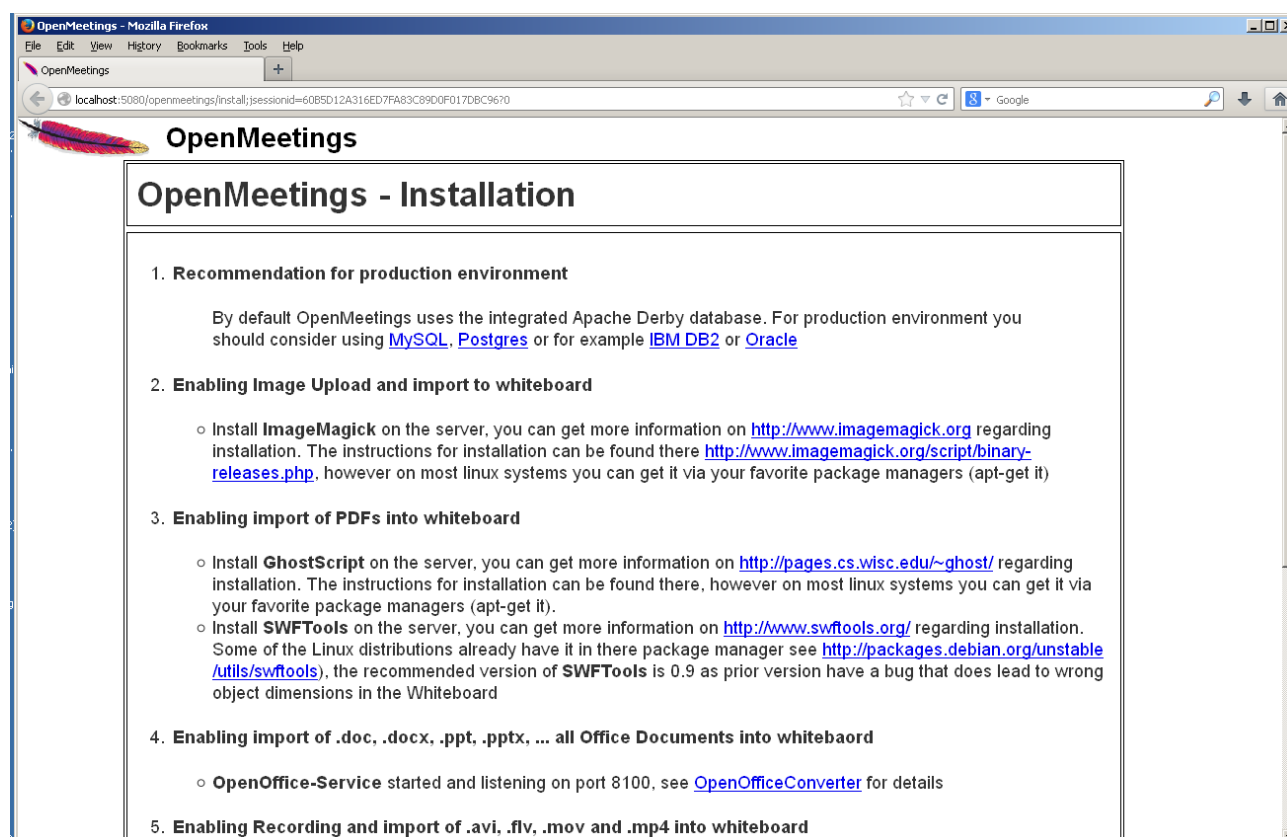 OpenMeetings - Mozilla Firefox
File Edit View History Bookmarks Tools Help
OpenMeetings +
localhost:5080/openmeetings/install;jsessionid=60B5D12A316ED7FA83C89D0F017DBC96?0 Google
OpenMeetings
OpenMeetings - Installation
1. Recommendation for production environment
By default OpenMeetings uses the integrated Apache Derby database. For production environment you
should consider using MySQL, Postgres or for example IBM DB2 or Oracle
2. Enabling Image Upload and import to whiteboard
○ Install ImageMagick on the server, you can get more information on http://www.imagemagick.org regarding
installation. The instructions for installation can be found there http://www.imagemagick.org/script/binary-
releases.php, however on most linux systems you can get it via your favorite package managers (apt-get it)
3. Enabling import of PDFs into whiteboard
○ Install GhostScript on the server, you can get more information on http://pages.cs.wisc.edu/~ghost/ regarding
installation. The instructions for installation can be found there, however on most linux systems you can get it via
your favorite package managers (apt-get it).
○ Install SWFTools on the server, you can get more information on http://www.swftools.org/ regarding installation.
Some of the Linux distributions already have it in there package manager see http://packages.debian.org/unstable
/utils/swftools), the recommended version of SWFTools is 0.9 as prior version have a bug that does lead to wrong
object dimensions in the Whiteboard
4. Enabling import of .doc, .docx, .ppt, .pptx, ... all Office Documents into whitebaord
○ OpenOffice-Service started and listening on port 8100, see OpenOfficeConverter for details
5. Enabling Recording and import of .avi, .flv, .mov and .mp4 into whiteboard